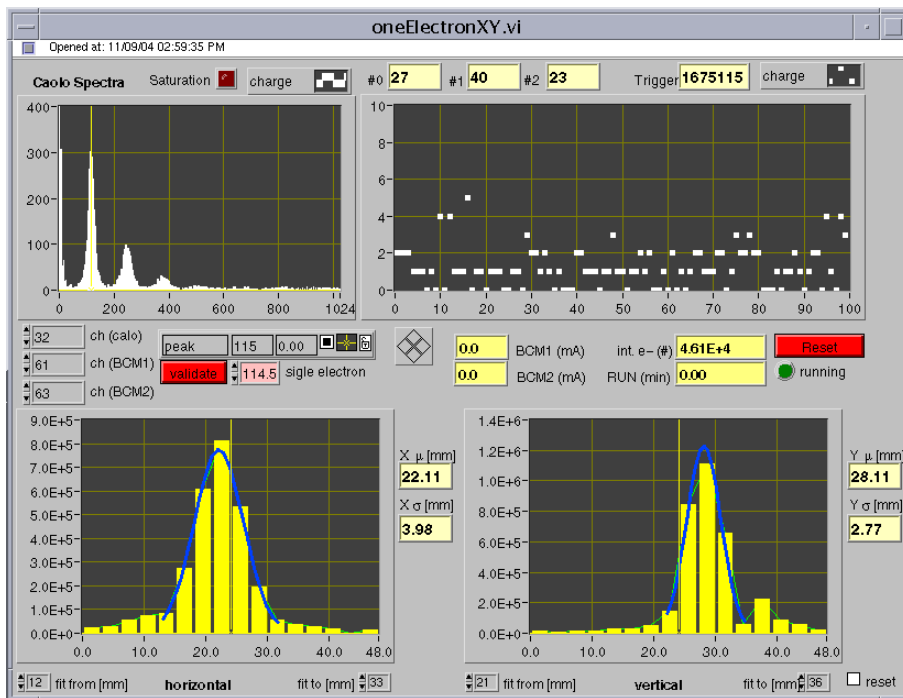 oneElectronXY.vi
Opened at: 11/09/04 02:59:35 PM
Caolo Spectra Saturation charge #0 27 #1 40 #2 23 Trigger 1675115 charge
400
300
200
100
0
0 200 400 600 800 1024
10
8
6
4
2
0
0 10 20 30 40 50 60 70 80 90 100
32 ch (calo)
61 ch (BCM1)
63 ch (BCM2)
peak 115 0.00
validate 114.5 sigle electron
0.0 BCM1 (mA) int. e- (#) 4.61E+4 Reset
0.0 BCM2 (mA) RUN (min) 0.00 running
9.0E+5
8.0E+5
7.0E+5
6.0E+5
5.0E+5
4.0E+5
3.0E+5
2.0E+5
1.0E+5
0.0E+0
0.0 10.0 20.0 30.0 40.0 48.0
X μ [mm]
22.11
X σ [mm]
3.98
1.4E+6
1.2E+6
1.0E+6
8.0E+5
6.0E+5
4.0E+5
2.0E+5
0.0E+0
0.0 10.0 20.0 30.0 40.0 48.0
Y μ [mm]
28.11
Y σ [mm]
2.77
12 fit from [mm] horizontal fit to [mm] 33
21 fit from [mm] vertical fit to [mm] 36 reset